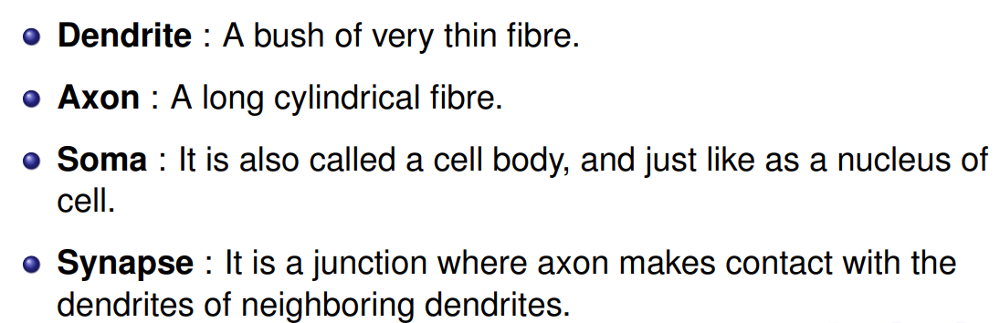 Dendrite : A bush of very thin fibre.
Axon : A long cylindrical fibre.
Soma : It is also called a cell body, and just like as a nucleus of
cell.
Synapse : It is a junction where axon makes contact with the
dendrites of neighboring dendrites.